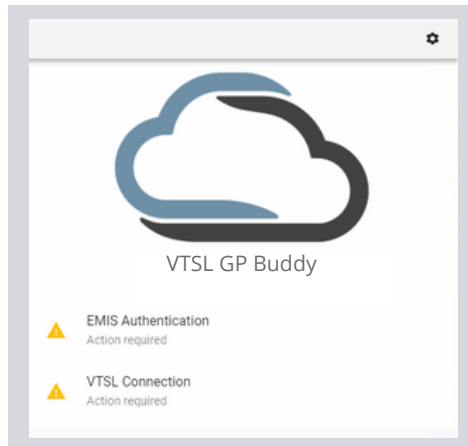 VTSL GP Buddy
EMIS Authentication
Action required
VTSL Connection
Action required